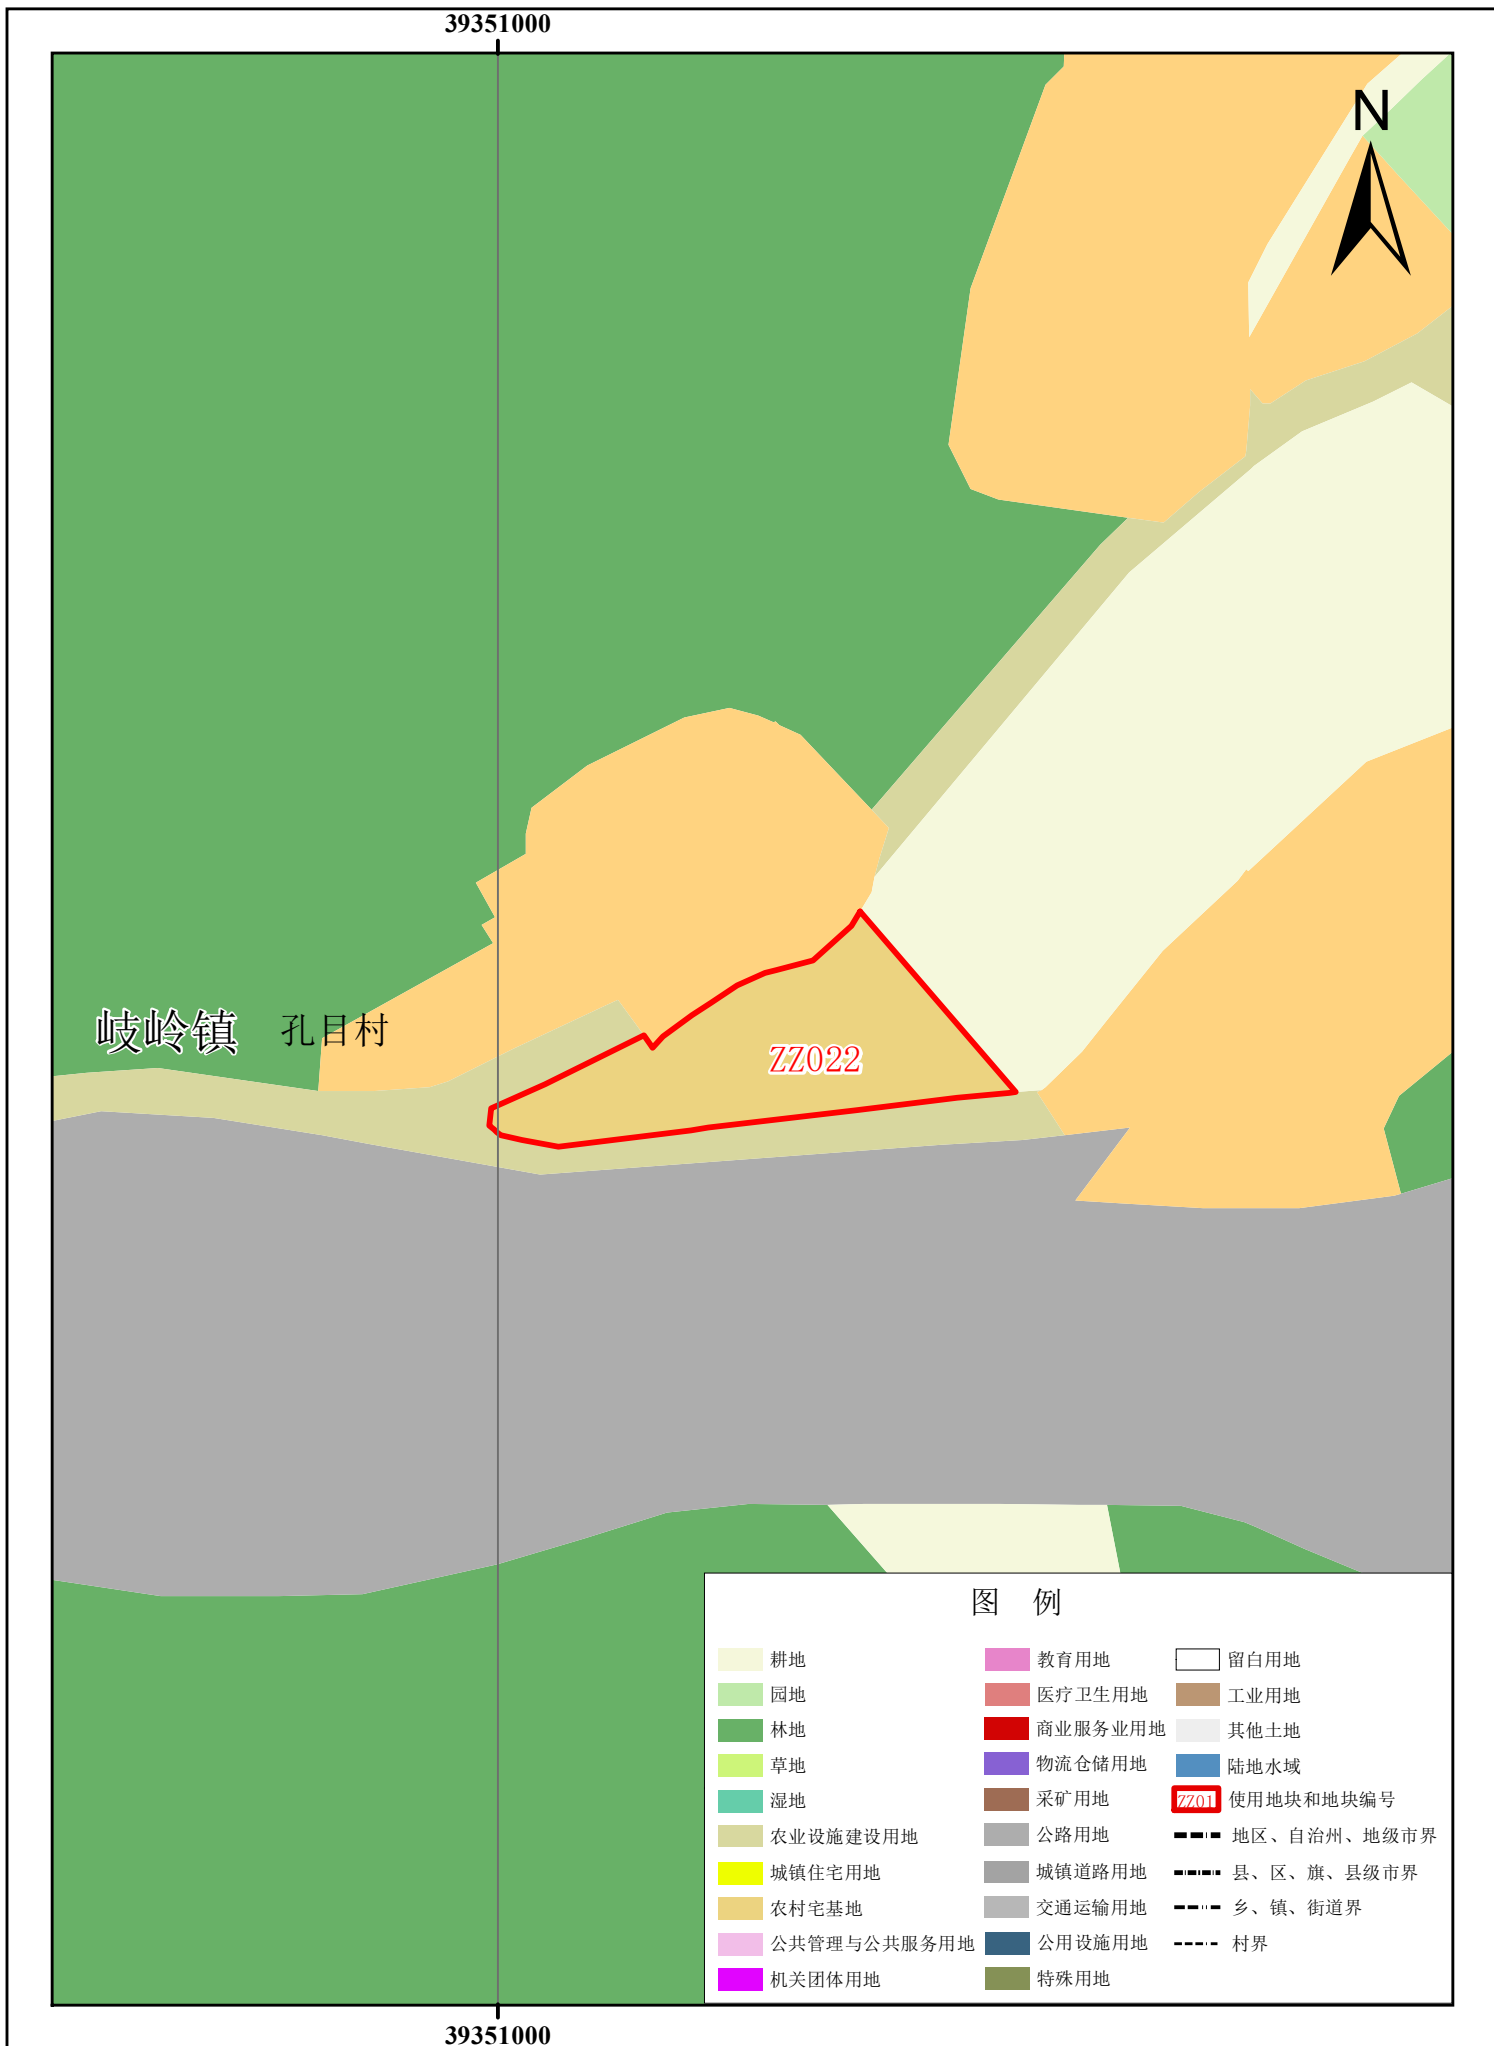 39351000
N
岐岭镇 孔目村
ZZ022
图 例
耕地
园地
林地
草地
湿地
农业设施建设用地
城镇住宅用地
农村宅基地
公共管理与公共服务用地
机关团体用地
教育用地
医疗卫生用地
商业服务业用地
物流仓储用地
采矿用地
公路用地
城镇道路用地
交通运输用地
公用设施用地
特殊用地
留白用地
工业用地
其他土地
陆地水域
ZZ01 使用地块和地块编号
地区、自治州、地级市界
县、区、旗、县级市界
乡、镇、街道界
村界
39351000